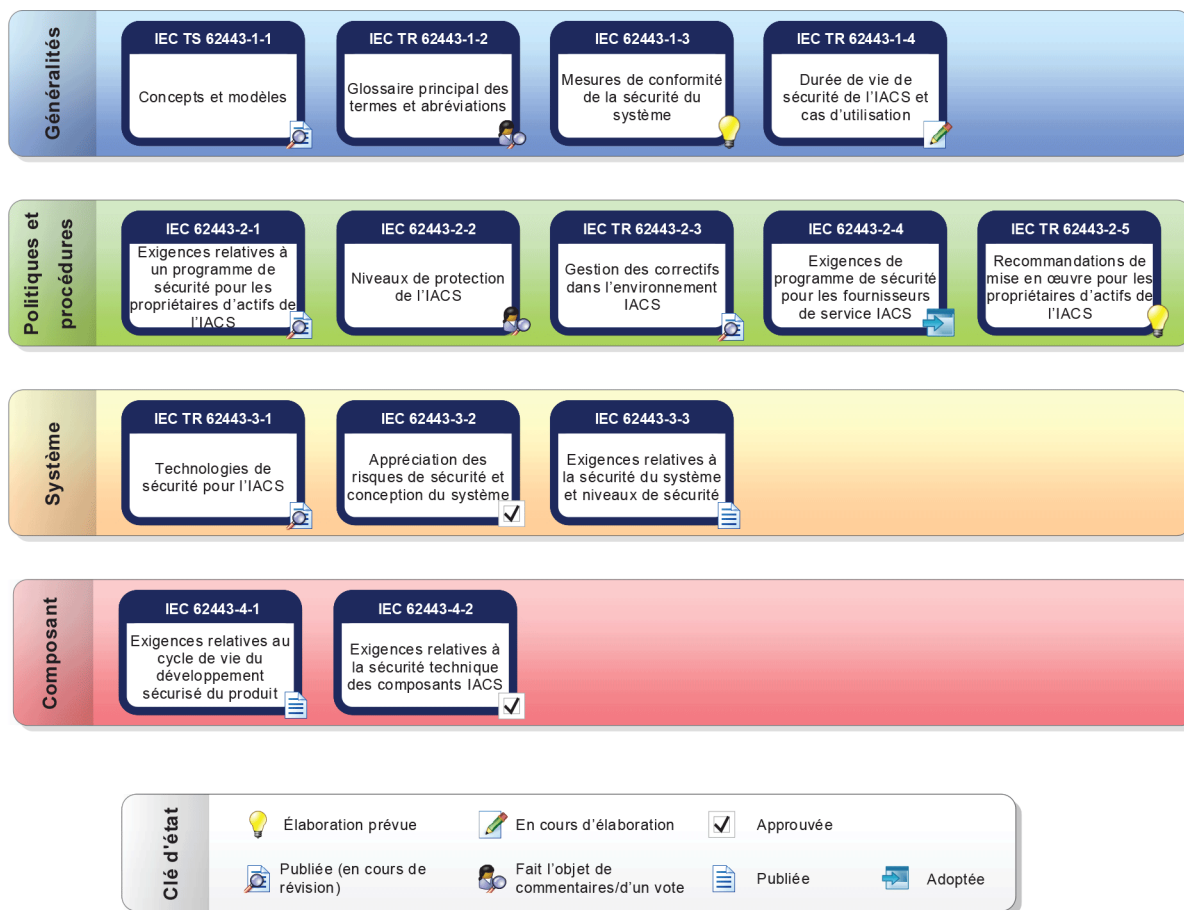 Généralités
IEC TS 62443-1-1
Concepts et modèles
IEC TR 62443-1-2
Glossaire principal des
termes et abréviations
IEC 62443-1-3
Mesures de conformité
de la sécurité du
système
IEC TR 62443-1-4
Durée de vie de
sécurité de l'IACS et
cas d'utilisation
Politiques et
procédures
IEC 62443-2-1
Exigences relatives à
un programme de
sécurité pour les
propriétaires d'actifs de
l'IACS
IEC 62443-2-2
Niveaux de protection
de l'IACS
IEC TR 62443-2-3
Gestion des correctifs
dans l'environnement
IACS
IEC 62443-2-4
Exigences de
programme de sécurité
pour les fournisseurs
de service IACS
IEC TR 62443-2-5
Recommandations de
mise en œuvre pour les
propriétaires d'actifs de
l'IACS
Système
IEC TR 62443-3-1
Technologies de
sécurité pour l'IACS
IEC 62443-3-2
Appréciation des
risques de sécurité et
conception du système
IEC 62443-3-3
Exigences relatives à
la sécurité du système
et niveaux de sécurité
Composant
IEC 62443-4-1
Exigences relatives au
cycle de vie du
développement
sécurisé du produit
IEC 62443-4-2
Exigences relatives à
la sécurité technique
des composants IACS
Clé d'état
Élaboration prévue
En cours d'élaboration
Approuvée
Publiée (en cours de
révision)
Fait l'objet de
commentaires/d'un vote
Publiée
Adoptée